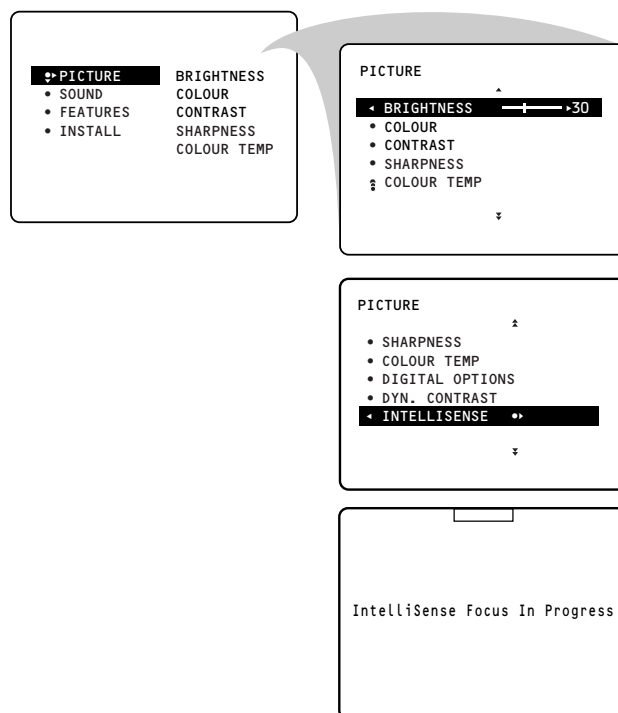 PICTURE BRIGHTNESS
• SOUND COLOUR
• FEATURES CONTRAST
• INSTALL SHARPNESS
COLOUR TEMP
PICTURE
BRIGHTNESS 30
• COLOUR
• CONTRAST
• SHARPNESS
COLOUR TEMP
PICTURE
• SHARPNESS
• COLOUR TEMP
• DIGITAL OPTIONS
• DYN. CONTRAST
INTELLISENSE
IntelliSense Focus In Progress